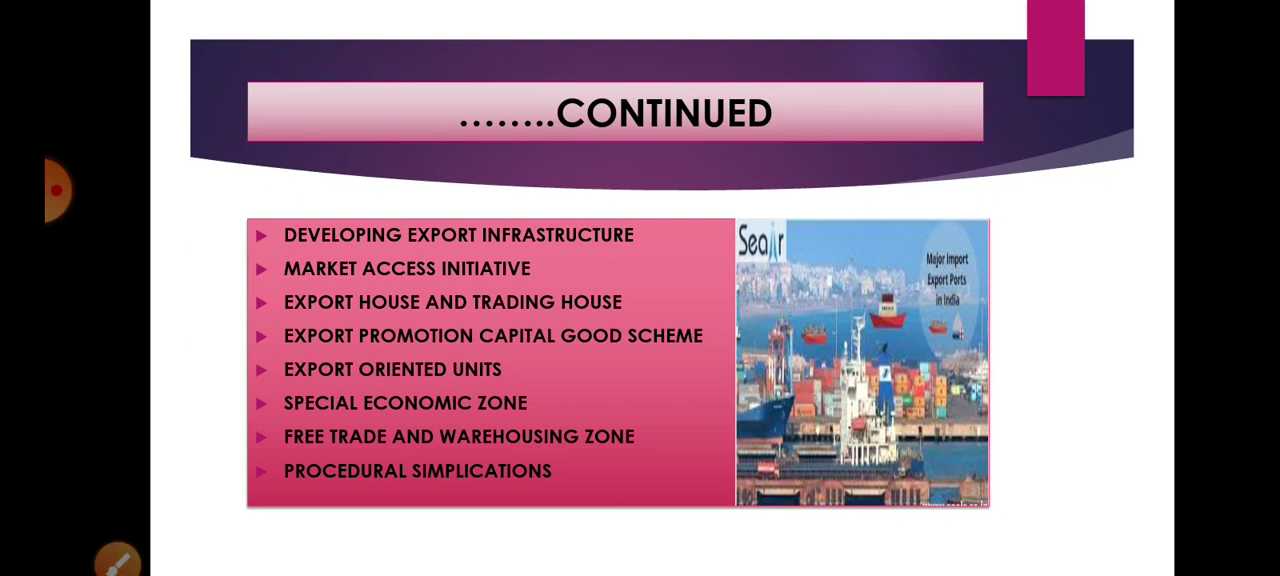 ........CONTINUED
DEVELOPING EXPORT INFRASTRUCTURE
MARKET ACCESS INITIATIVE
EXPORT HOUSE AND TRADING HOUSE
EXPORT PROMOTION CAPITAL GOOD SCHEME
EXPORT ORIENTED UNITS
SPECIAL ECONOMIC ZONE
FREE TRADE AND WAREHOUSING ZONE
PROCEDURAL SIMPLICATIONS
SeaAir
Major Import
Export Ports
in India